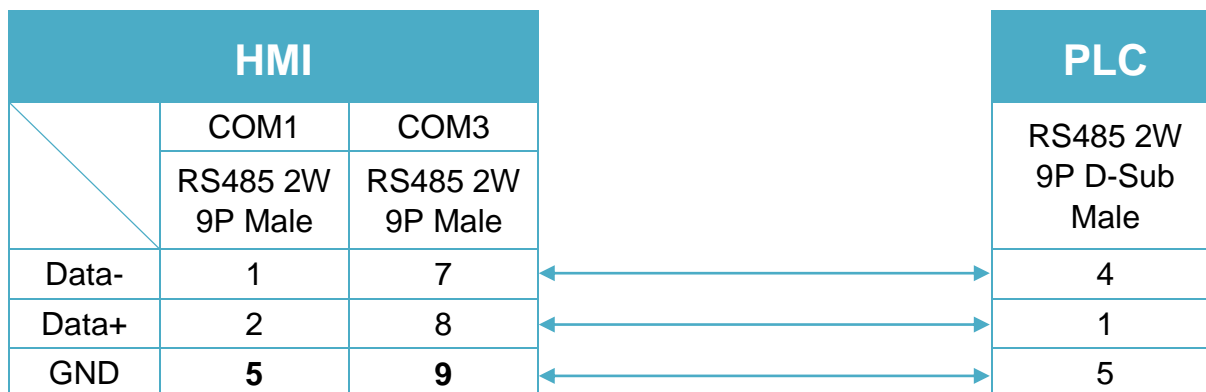 HMI
PLC
COM1 COM3
RS485 2W
9P Male
RS485 2W
9P Male
RS485 2W
9P D-Sub
Male
Data- 1 7 4
Data+ 2 8 1
GND 5 9 5